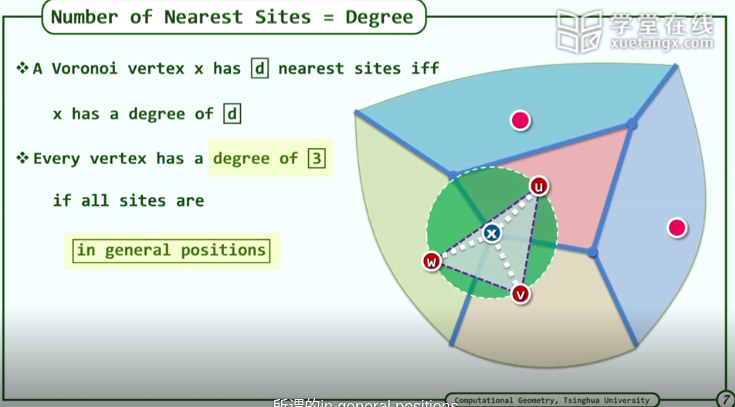 Number of Nearest Sites = Degree
学堂在线
xuetangx.com
❖A Voronoi vertex x has d nearest sites iff
x has a degree of d
❖Every vertex has a degree of 3
if all sites are
in general positions
u
x
w
v
所谓的in general positions
Computational Geometry, Tsinghua University
7